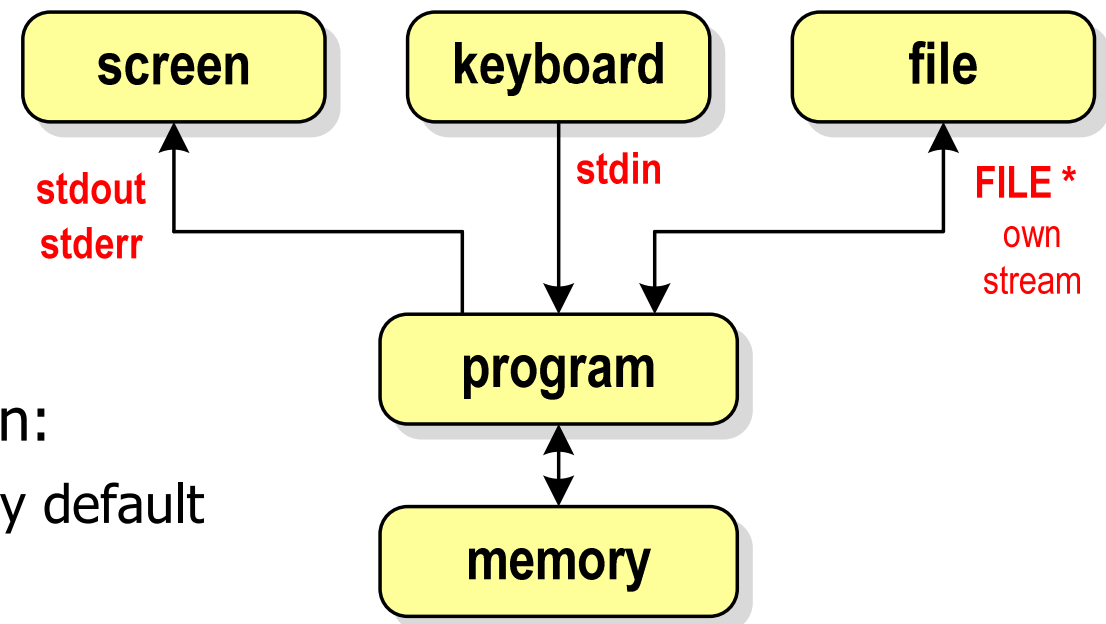 screen
keyboard
file
stdin
stdout
stderr
FILE *
own
stream
program
n:
y default
memory